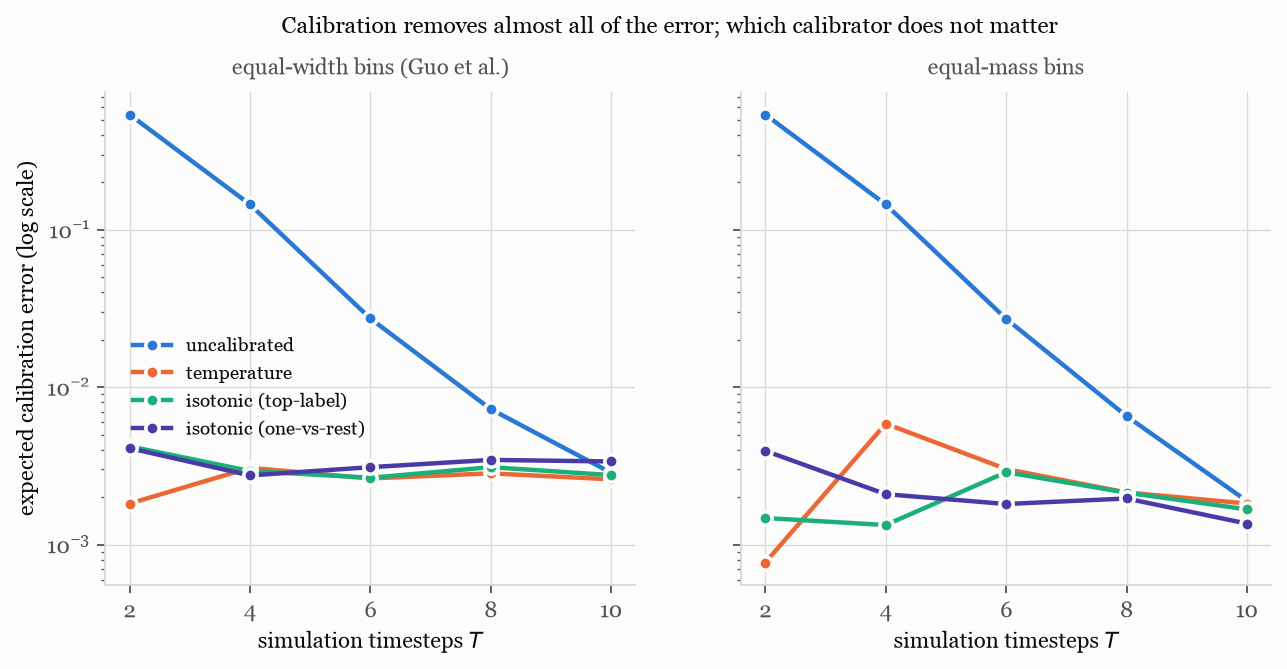 Calibration removes almost all of the error; which calibrator does not matter
equal-width bins (Guo et al.)
equal-mass bins
expected calibration error (log scale)
10⁻¹
10⁻²
10⁻³
uncalibrated
temperature
isotonic (top-label)
isotonic (one-vs-rest)
2 4 6 8 10
2 4 6 8 10
simulation timesteps T
simulation timesteps T